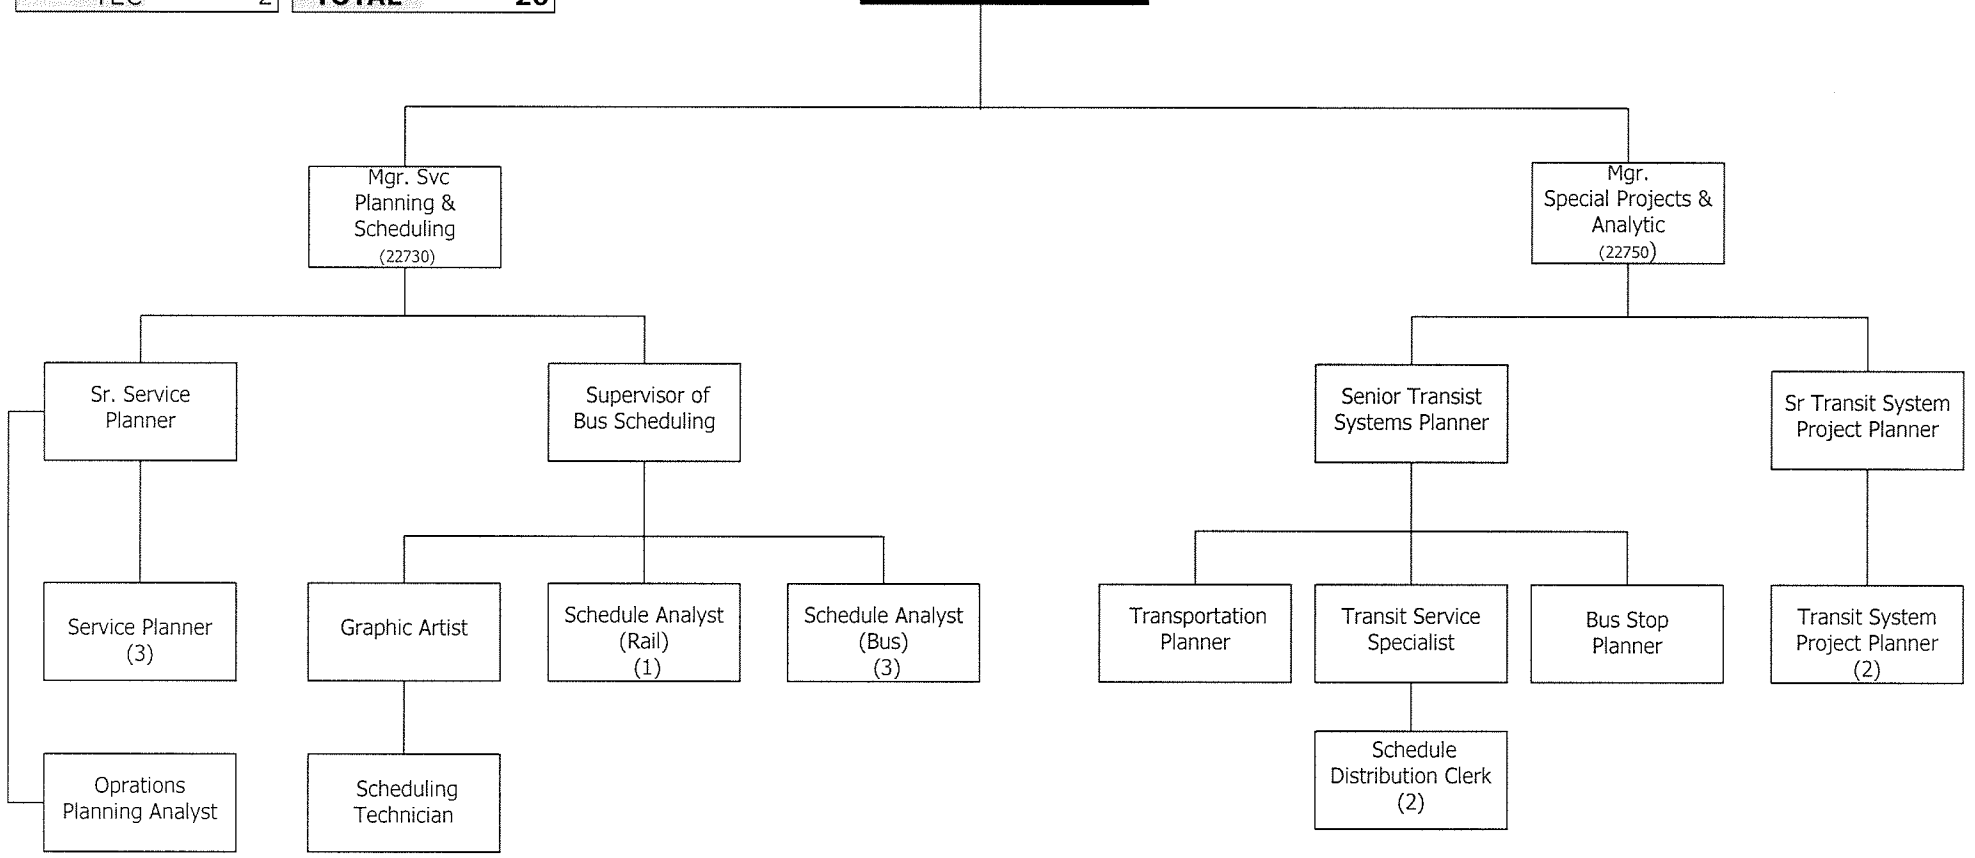 2
TOTAL
Mgr. Svc
Planning &
Scheduling
(22730)
Mgr.
Special Projects &
Analytic
(22750)
Sr. Service
Planner
Supervisor of
Bus Scheduling
Senior Transist
Systems Planner
Sr Transit System
Project Planner
Service Planner
(3)
Graphic Artist
Schedule Analyst
(Rail)
(1)
Schedule Analyst
(Bus)
(3)
Transportation
Planner
Transit Service
Specialist
Bus Stop
Planner
Transit System
Project Planner
(2)
Oprations
Planning Analyst
Scheduling
Technician
Schedule
Distribution Clerk
(2)